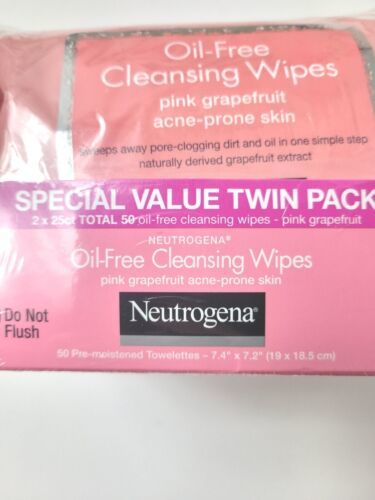 Oil-Free
Cleansing Wipes
pink grapefruit
acne-prone skin
sweeps away pore-clogging dirt and oil in one simple step
naturally derived grapefruit extract
SPECIAL VALUE TWIN PACK
2 x 25ct TOTAL 50 oil-free cleansing wipes - pink grapefruit
NEUTROGENA®
Oil-Free Cleansing Wipes
pink grapefruit acne-prone skin
Neutrogena®
Do Not
Flush
50 Pre-moistened Towelettes – 7.4" x 7.2" (19 x 18.5 cm)